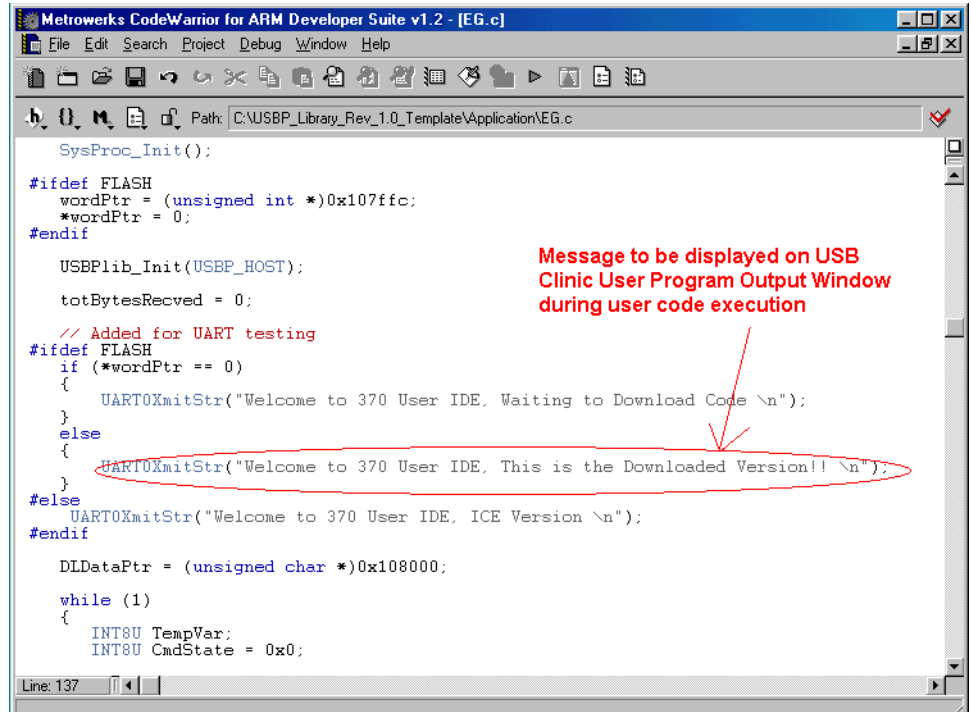 Metrowerks CodeWarrior for ARM Developer Suite v1.2 - [EG.c]
File Edit Search Project Debug Window Help
Path: C:\USBP_Library_Rev_1.0_Template\Application\EG.c
SysProc_Init();
#ifdef FLASH
wordPtr = (unsigned int *)0x107ffc;
*wordPtr = 0;
#endif
USBPlib_Init(USBP_HOST);
totBytesRecved = 0;
Message to be displayed on USB
Clinic User Program Output Window
during user code execution
// Added for UART testing
#ifdef FLASH
if (*wordPtr == 0)
{
UART0XmitStr("Welcome to 370 User IDE, Waiting to Download Code \n");
}
else
{
UART0XmitStr("Welcome to 370 User IDE, This is the Downloaded Version!! \n");
}
#else
UART0XmitStr("Welcome to 370 User IDE, ICE Version \n");
#endif
DLDataPtr = (unsigned char *)0x108000;
while (1)
{
INT8U TempVar;
INT8U CmdState = 0x0;
Line: 137